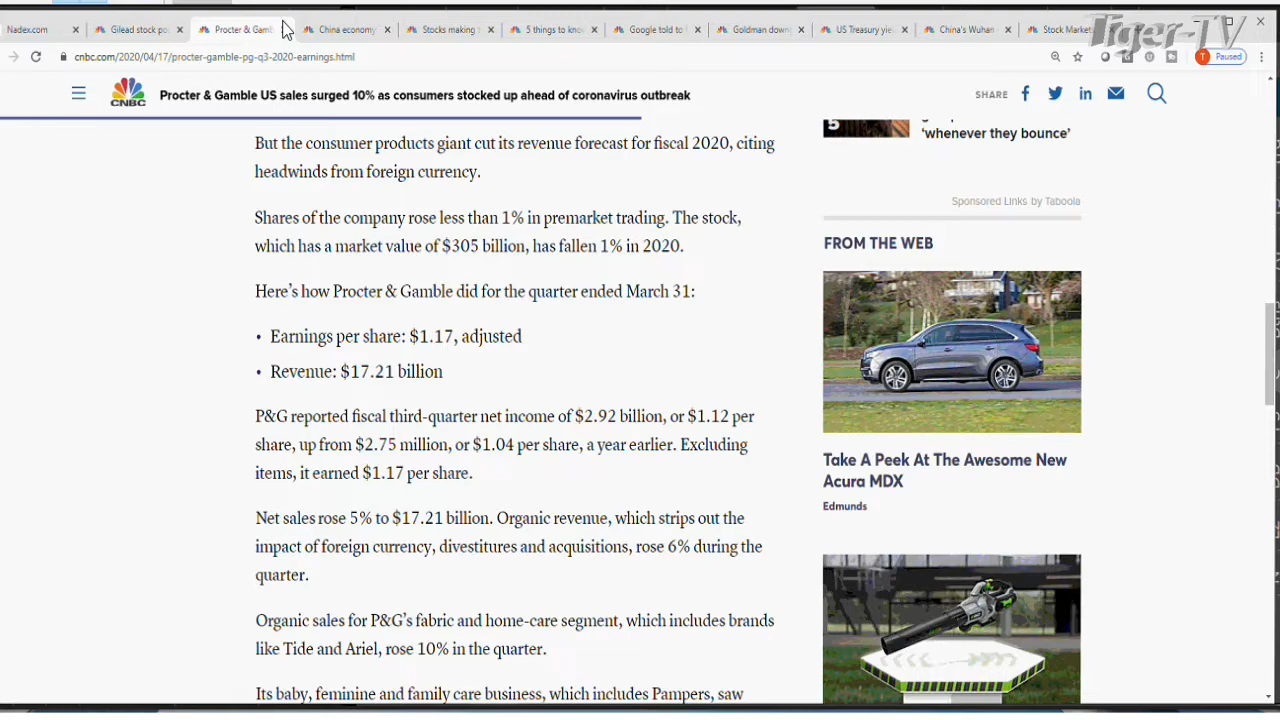 Nadex.com
Gilead stock po
Procter & Gamb
China economy
Stocks making
5 things to kno
Google told to
Goldman down
US Treasury yie
China's Wuhan
Stock Market
Tiger-TV
cnbc.com/2020/04/17/procter-gamble-pg-q3-2020-earnings.html
T Paused
CNBC
Procter & Gamble US sales surged 10% as consumers stocked up ahead of coronavirus outbreak
SHARE
But the consumer products giant cut its revenue forecast for fiscal 2020, citing
headwinds from foreign currency.
Shares of the company rose less than 1% in premarket trading. The stock,
which has a market value of $305 billion, has fallen 1% in 2020.
Here's how Procter & Gamble did for the quarter ended March 31:
• Earnings per share: $1.17, adjusted
• Revenue: $17.21 billion
P&G reported fiscal third-quarter net income of $2.92 billion, or $1.12 per
share, up from $2.75 million, or $1.04 per share, a year earlier. Excluding
items, it earned $1.17 per share.
Net sales rose 5% to $17.21 billion. Organic revenue, which strips out the
impact of foreign currency, divestitures and acquisitions, rose 6% during the
quarter.
Organic sales for P&G's fabric and home-care segment, which includes brands
like Tide and Ariel, rose 10% in the quarter.
Its baby, feminine and family care business, which includes Pampers, saw
5
'whenever they bounce'
Sponsored Links by Taboola
FROM THE WEB
Take A Peek At The Awesome New
Acura MDX
Edmunds